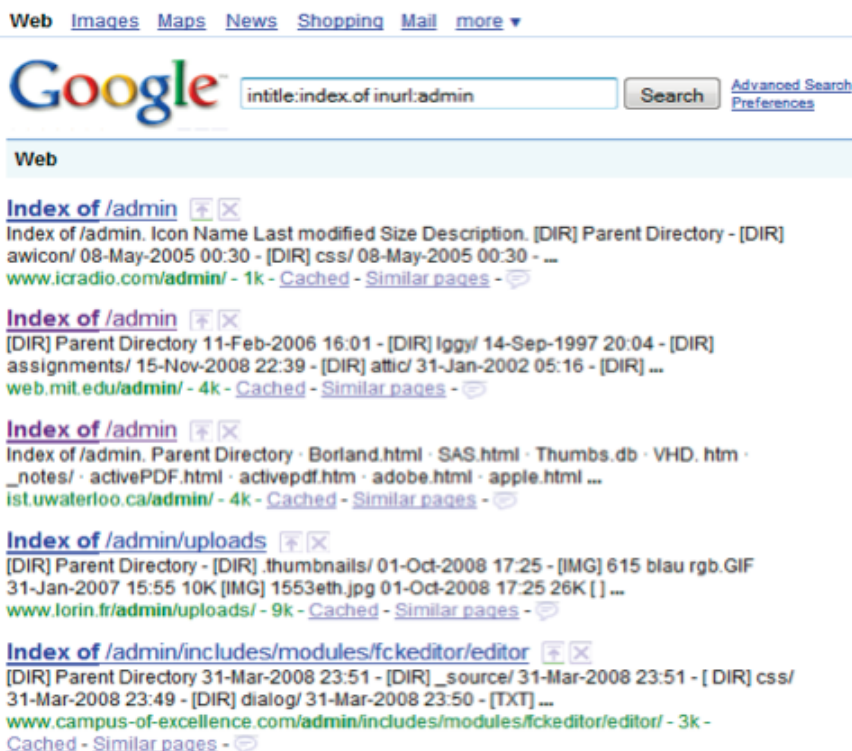 Web Images Maps News Shopping Mail more ▼
Google intitle:index.of inurl:admin Search Advanced Search
Preferences
Web
Index of /admin
Index of /admin. Icon Name Last modified Size Description. [DIR] Parent Directory - [DIR]
awicon/ 08-May-2005 00:30 - [DIR] css/ 08-May-2005 00:30 - ...
www.icradio.com/admin/ - 1k - Cached - Similar pages -
Index of /admin
[DIR] Parent Directory 11-Feb-2006 16:01 - [DIR] Iggy/ 14-Sep-1997 20:04 - [DIR]
assignments/ 15-Nov-2008 22:39 - [DIR] attic/ 31-Jan-2002 05:16 - [DIR] ...
web.mit.edu/admin/ - 4k - Cached - Similar pages -
Index of /admin
Index of /admin. Parent Directory · Borland.html · SAS.html · Thumbs.db · VHD. htm ·
_notes/ · activePDF.html · activepdf.htm · adobe.html · apple.html ...
ist.uwaterloo.ca/admin/ - 4k - Cached - Similar pages -
Index of /admin/uploads
[DIR] Parent Directory - [DIR] .thumbnails/ 01-Oct-2008 17:25 - [IMG] 615 blau rgb.GIF
31-Jan-2007 15:55 10K [IMG] 1553eth.jpg 01-Oct-2008 17:25 26K [ ] ...
www.lorin.fr/admin/uploads/ - 9k - Cached - Similar pages -
Index of /admin/includes/modules/fckeditor/editor
[DIR] Parent Directory 31-Mar-2008 23:51 - [DIR] _source/ 31-Mar-2008 23:51 - [ DIR] css/
31-Mar-2008 23:49 - [DIR] dialog/ 31-Mar-2008 23:50 - [TXT] ...
www.campus-of-excellence.com/admin/includes/modules/fckeditor/editor/ - 3k -
Cached - Similar pages -